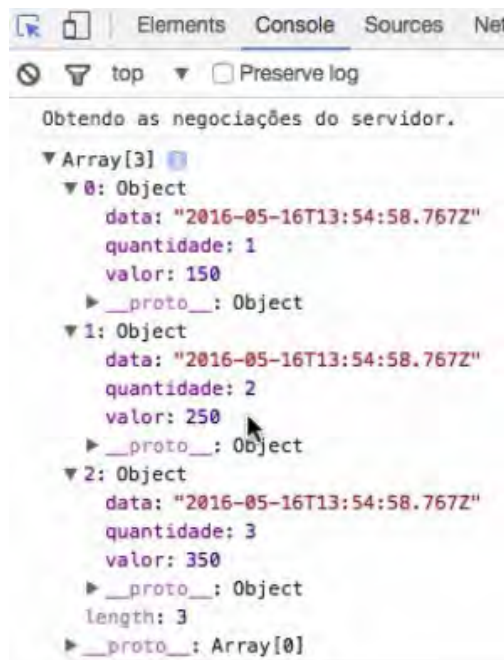 Elements Console Sources Net
top Preserve log
Obtendo as negociações do servidor.
Array[3]
0: Object
data: "2016-05-16T13:54:58.767Z"
quantidade: 1
valor: 150
__proto__: Object
1: Object
data: "2016-05-16T13:54:58.767Z"
quantidade: 2
valor: 250
__proto__: Object
2: Object
data: "2016-05-16T13:54:58.767Z"
quantidade: 3
valor: 350
__proto__: Object
length: 3
__proto__: Array[0]